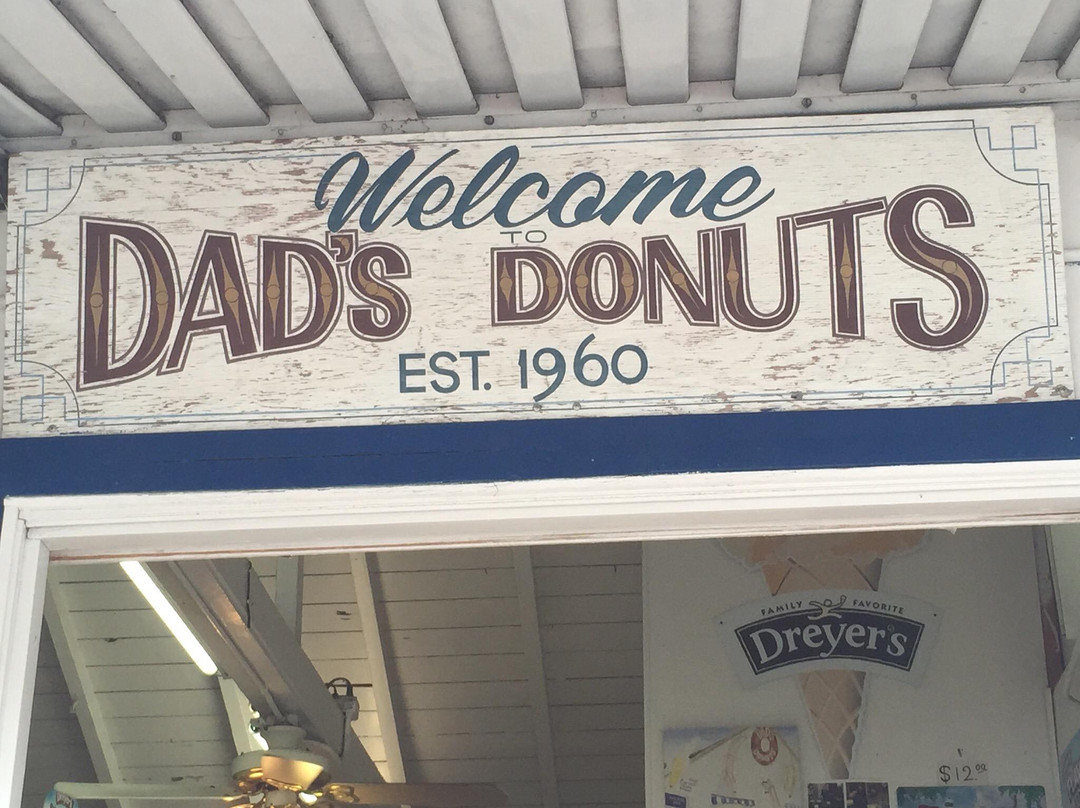 Welcome
TO
DAD'S DONUTS
EST. 1960
FAMILY FAVORITE
Dreyer's
$12.00